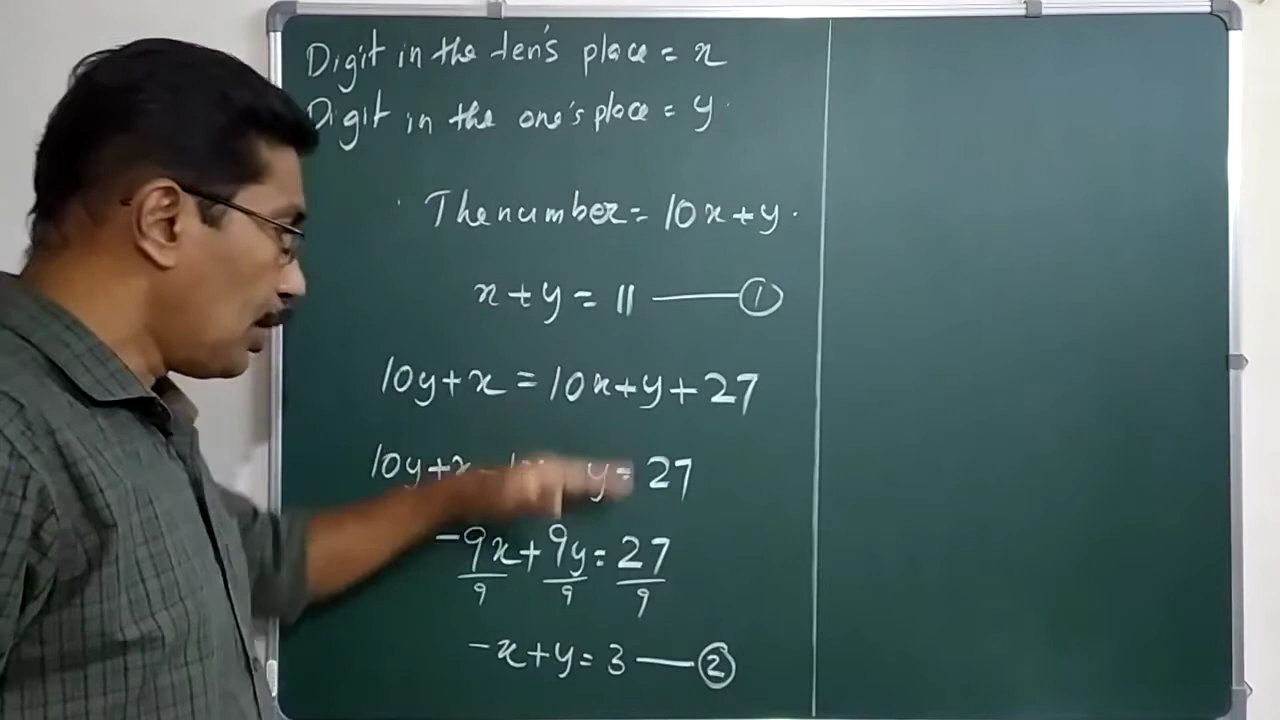 Digit in the ten's place = x
Digit in the one's place = y
The number = 10x+y.
x+y = 11 —— ①
10y+x = 10x+y+27
10y+x - y = 27
-9x/9 + 9y/9 = 27/9
-x+y = 3 —— ②